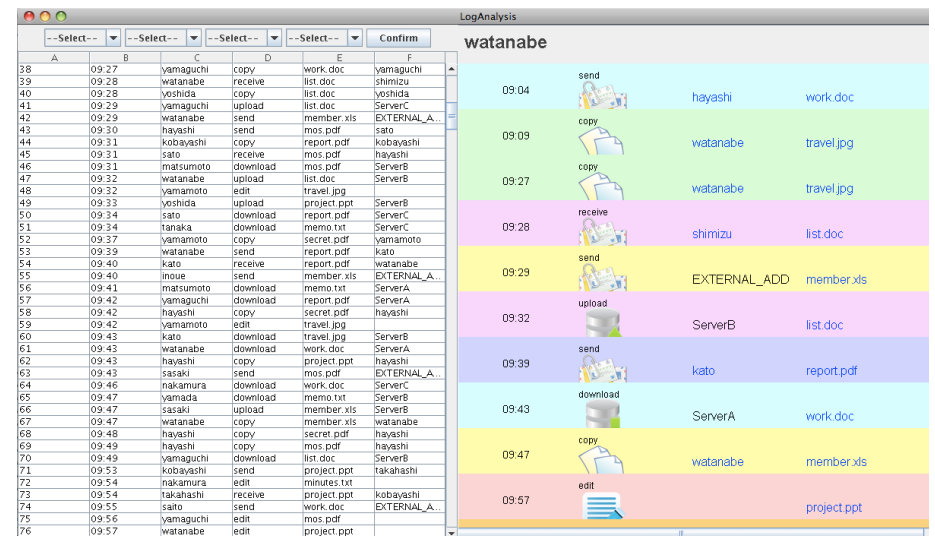 LogAnalysis
--Select-- --Select-- --Select-- --Select-- Confirm
A B C D E F
38 09:27 yamaguchi copy work.doc yamaguchi
39 09:28 watanabe receive list.doc shimizu
40 09:28 yoshida copy list.doc yoshida
41 09:29 yamaguchi upload list.doc ServerC
42 09:29 watanabe send member.xls EXTERNAL_A...
43 09:30 hayashi send mos.pdf sato
44 09:31 kobayashi copy report.pdf kobayashi
45 09:31 sato receive mos.pdf hayashi
46 09:31 matsumoto download mos.pdf ServerB
47 09:32 watanabe upload list.doc ServerB
48 09:32 yamamoto edit travel.jpg
49 09:33 yoshida upload project.ppt ServerB
50 09:34 sato download report.pdf ServerC
51 09:34 tanaka download memo.txt ServerC
52 09:37 yamamoto copy secret.pdf yamamoto
53 09:39 watanabe send report.pdf kato
54 09:40 kato receive report.pdf watanabe
55 09:40 inoue send member.xls EXTERNAL_A...
56 09:41 matsumoto download memo.txt ServerA
57 09:42 yamaguchi download report.pdf ServerA
58 09:42 hayashi copy secret.pdf hayashi
59 09:42 yamamoto edit travel.jpg
60 09:43 kato download travel.jpg ServerB
61 09:43 watanabe download work.doc ServerA
62 09:43 hayashi copy project.ppt hayashi
63 09:43 sasaki send mos.pdf EXTERNAL_A...
64 09:46 nakamura download work.doc ServerC
65 09:47 yamada download memo.txt ServerB
66 09:47 sasaki upload member.xls ServerB
67 09:47 watanabe copy member.xls watanabe
68 09:48 hayashi copy secret.pdf hayashi
69 09:49 hayashi copy mos.pdf hayashi
70 09:49 yamaguchi download list.doc ServerB
71 09:53 kobayashi send project.ppt takahashi
72 09:54 nakamura edit minutes.txt
73 09:54 takahashi receive project.ppt kobayashi
74 09:55 saito send work.doc EXTERNAL_A...
75 09:56 yamaguchi edit mos.pdf
76 09:57 watanabe edit project.ppt
watanabe
send
09:04 hayashi work.doc
copy
09:09 watanabe travel.jpg
copy
09:27 watanabe travel.jpg
receive
09:28 shimizu list.doc
send
09:29 EXTERNAL_ADD member.xls
upload
09:32 ServerB list.doc
send
09:39 kato report.pdf
download
09:43 ServerA work.doc
copy
09:47 watanabe member.xls
edit
09:57 project.ppt